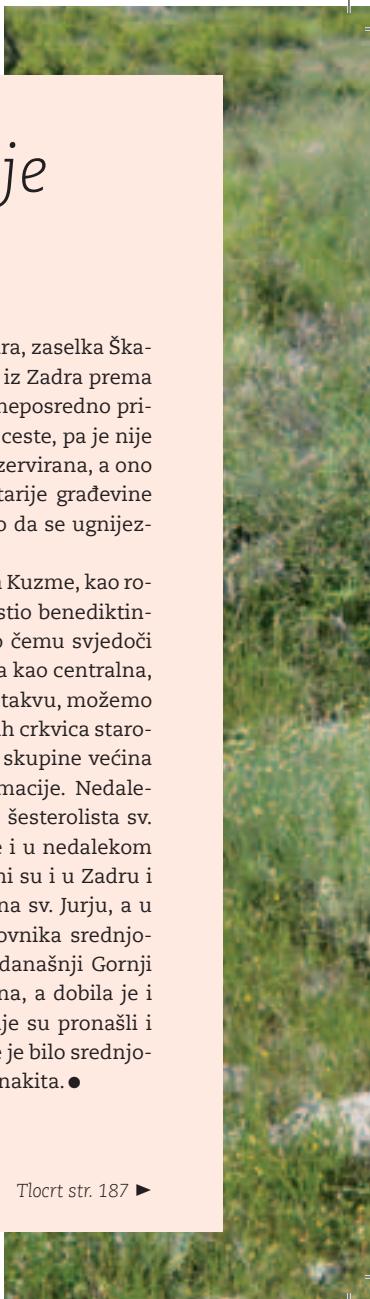 je
ra, zaselka Ška-
iz Zadra prema
neposredno pri-
ceste, pa je nije
zervirana, a ono
tarije građevine
o da se ugnijez-
Kuzme, kao ro-
stio benediktin-
o čemu svjedoči
a kao centralna,
takvu, možemo
ih crkvica staro-
skupine većina
macije. Nedale-
šesterolista sv.
e i u nedalekom
ni su i u Zadru i
na sv. Jurju, a u
ovnika srednjo-
današnji Gornji
na, a dobila je i
je su pronašli i
e je bilo srednjo-
nakita. ●
Tlocrt str. 187 ►